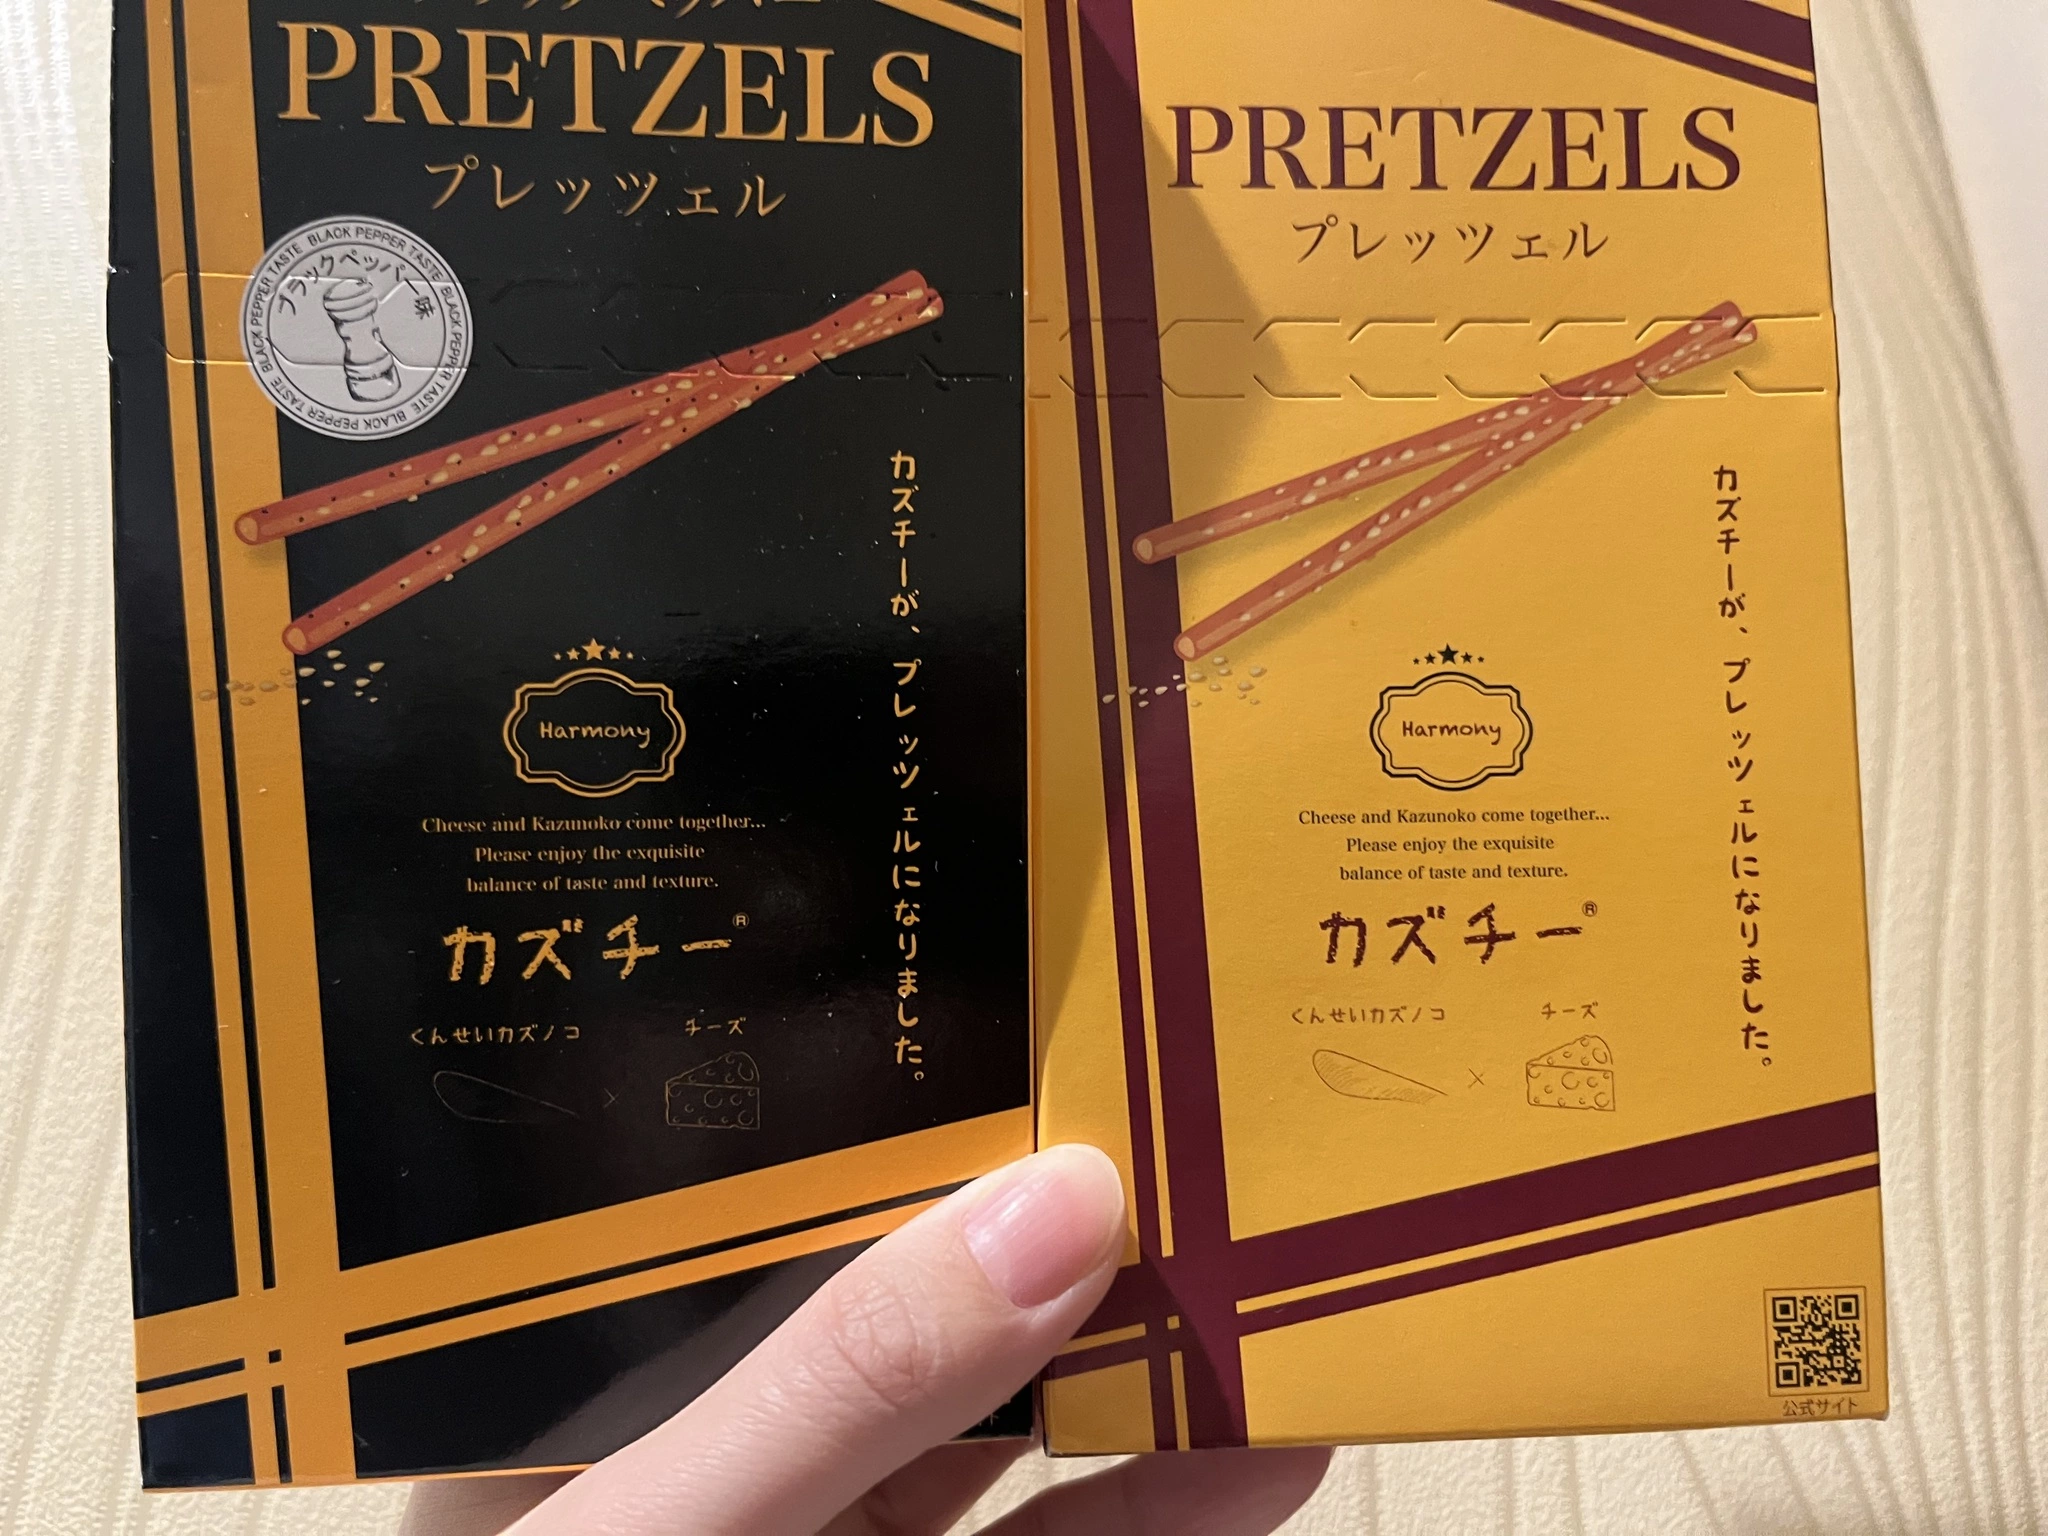 PRETZELS
プレッツェル
BLACK PEPPER TASTE BLACK PEPPER TASTE BLACK PEPPER TASTE BLACK PEPPER TASTE
ブラックペッパー味
カズチーが、プレッツェルになりました。
Harmony
Cheese and Kazunoko come together...
Please enjoy the exquisite
balance of taste and texture.
カズチー®
くんせいカズノコ
チーズ
×
PRETZELS
プレッツェル
カズチーが、プレッツェルになりました。
Harmony
Cheese and Kazunoko come together...
Please enjoy the exquisite
balance of taste and texture.
カズチー®
くんせいカズノコ
チーズ
×
公式サイト